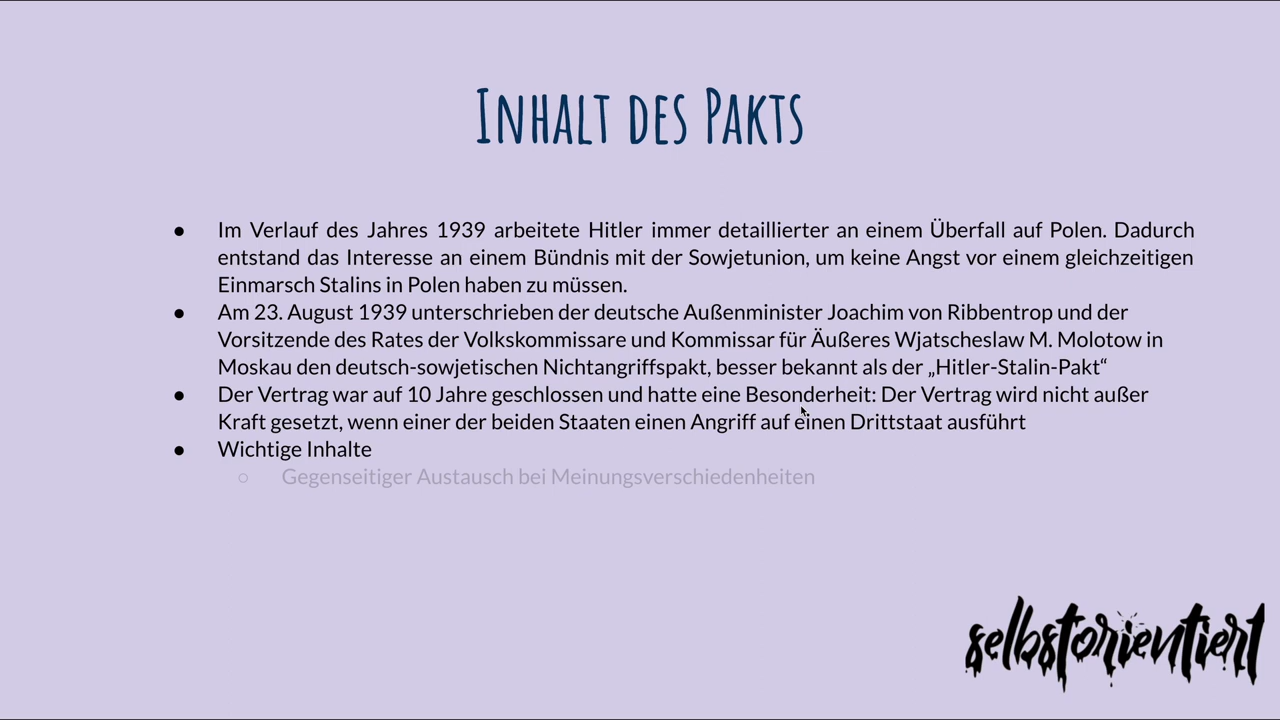 Inhalt des Pakts
● Im Verlauf des Jahres 1939 arbeitete Hitler immer detaillierter an einem Überfall auf Polen. Dadurch
entstand das Interesse an einem Bündnis mit der Sowjetunion, um keine Angst vor einem gleichzeitigen
Einmarsch Stalins in Polen haben zu müssen.
● Am 23. August 1939 unterschrieben der deutsche Außenminister Joachim von Ribbentrop und der
Vorsitzende des Rates der Volkskommissare und Kommissar für Äußeres Wjatscheslaw M. Molotow in
Moskau den deutsch-sowjetischen Nichtangriffspakt, besser bekannt als der „Hitler-Stalin-Pakt“
● Der Vertrag war auf 10 Jahre geschlossen und hatte eine Besonderheit: Der Vertrag wird nicht außer
Kraft gesetzt, wenn einer der beiden Staaten einen Angriff auf einen Drittstaat ausführt
● Wichtige Inhalte
○ Gegenseitiger Austausch bei Meinungsverschiedenheiten
selbstorientiert